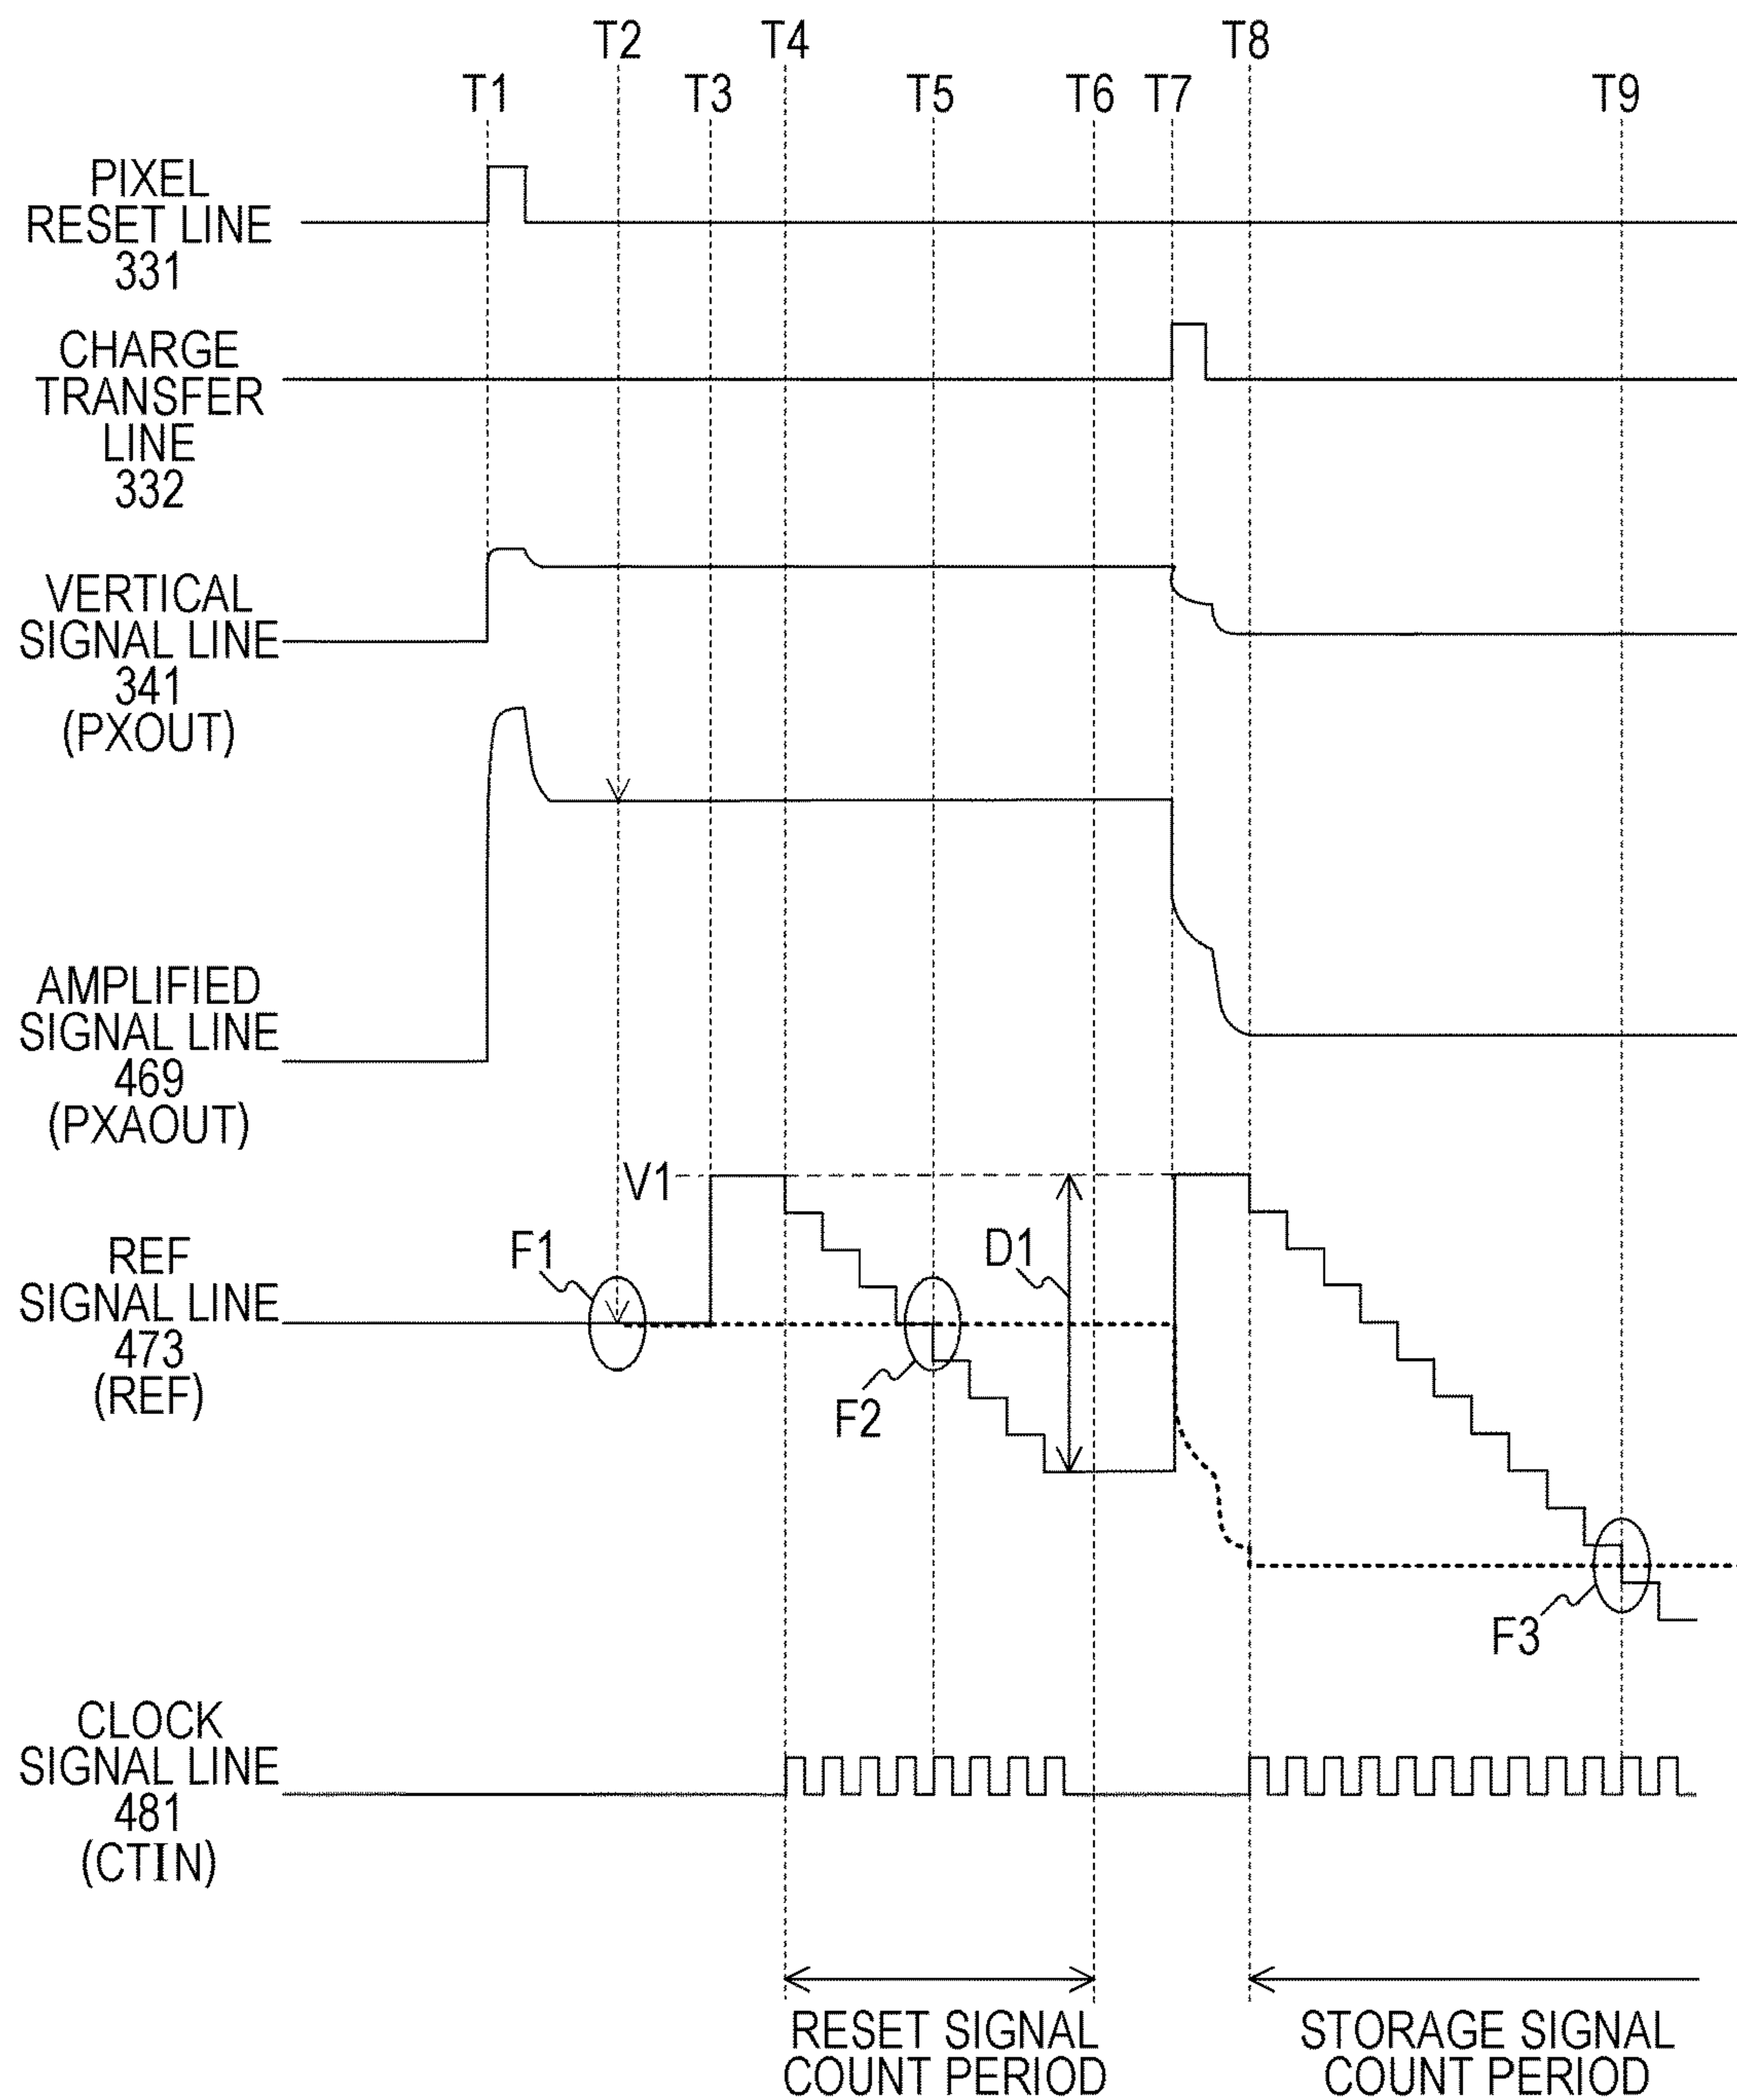 T2
T4
T8
T1
T3
T5
T6
T7
T9
PIXEL
RESET LINE
331
CHARGE
TRANSFER
LINE
332
VERTICAL
SIGNAL LINE
341
(PXOUT)
AMPLIFIED
SIGNAL LINE
469
(PXAOUT)
V1
F1
D1
REF
SIGNAL LINE
473
(REF)
F2
F3
CLOCK
SIGNAL LINE
481
(CTIN)
RESET SIGNAL
COUNT PERIOD
STORAGE SIGNAL
COUNT PERIOD